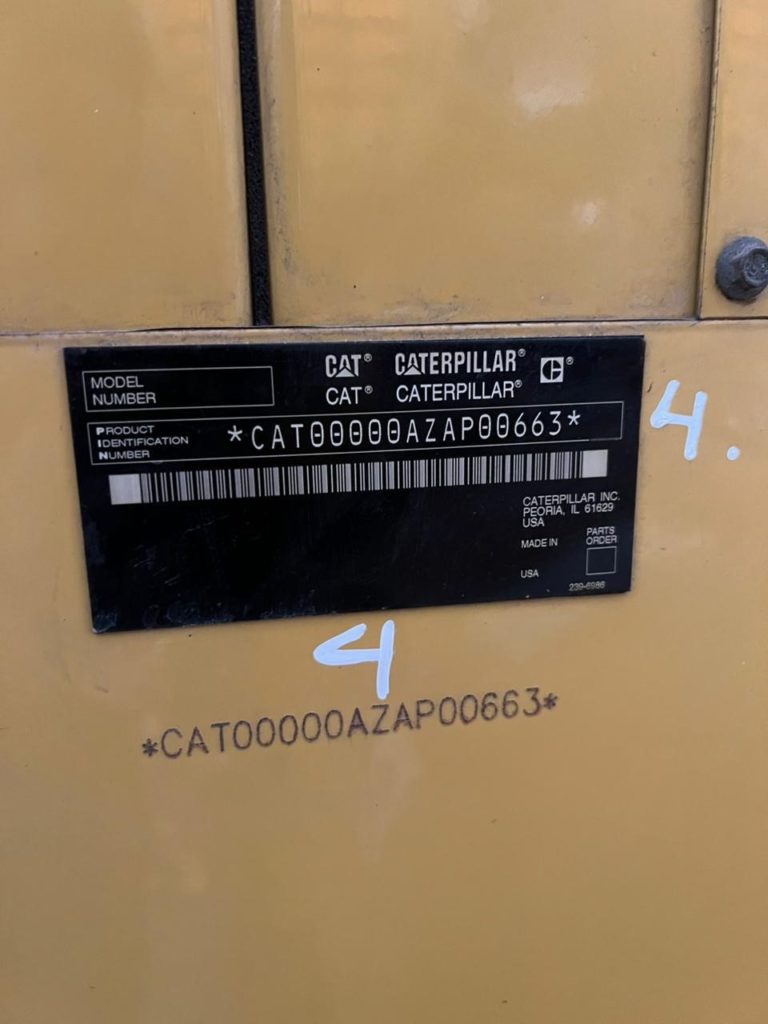 CAT® CATERPILLAR® ®
CAT® CATERPILLAR®
MODEL
NUMBER
PRODUCT
IDENTIFICATION
NUMBER
*CAT00000AZAP00663*
CATERPILLAR INC.
PEORIA, IL 61629
USA
MADE IN
PARTS
ORDER
USA
239-6986
4.
4
*CAT00000AZAP00663*